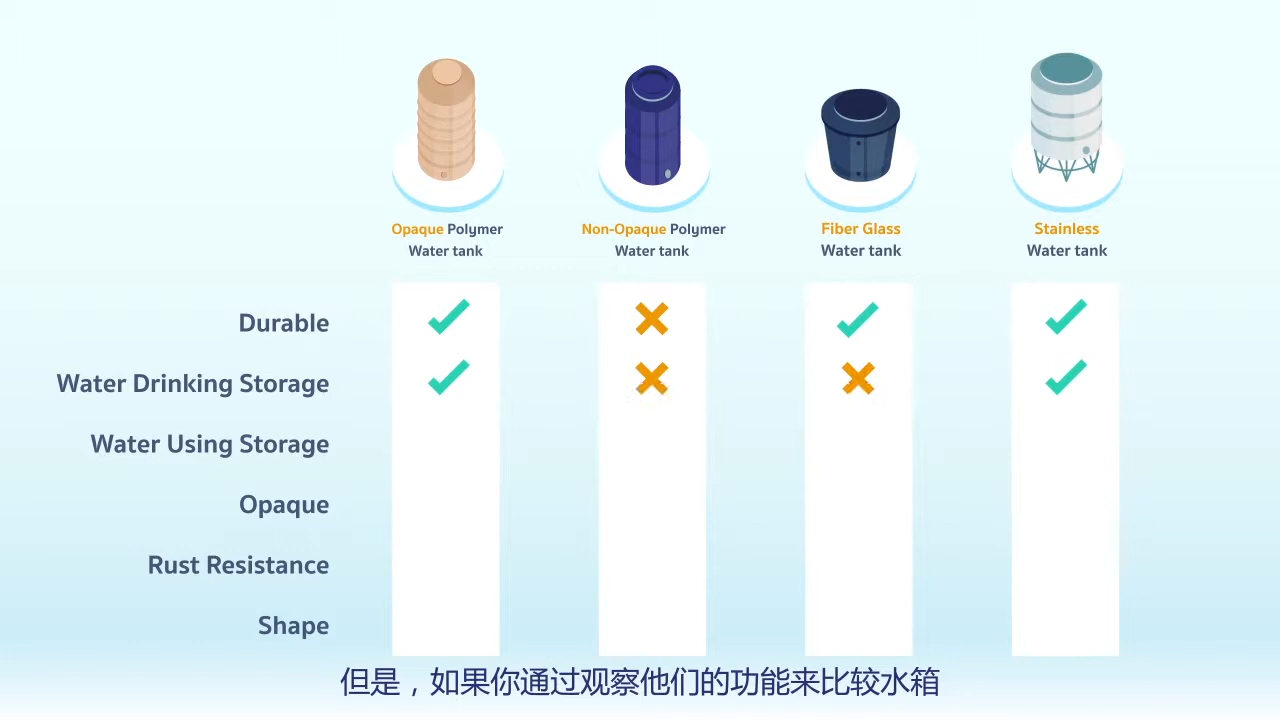 Opaque Polymer
Water tank
Non-Opaque Polymer
Water tank
Fiber Glass
Water tank
Stainless
Water tank
Durable
Water Drinking Storage
Water Using Storage
Opaque
Rust Resistance
Shape
但是，如果你通过观察他们的功能来比较水箱